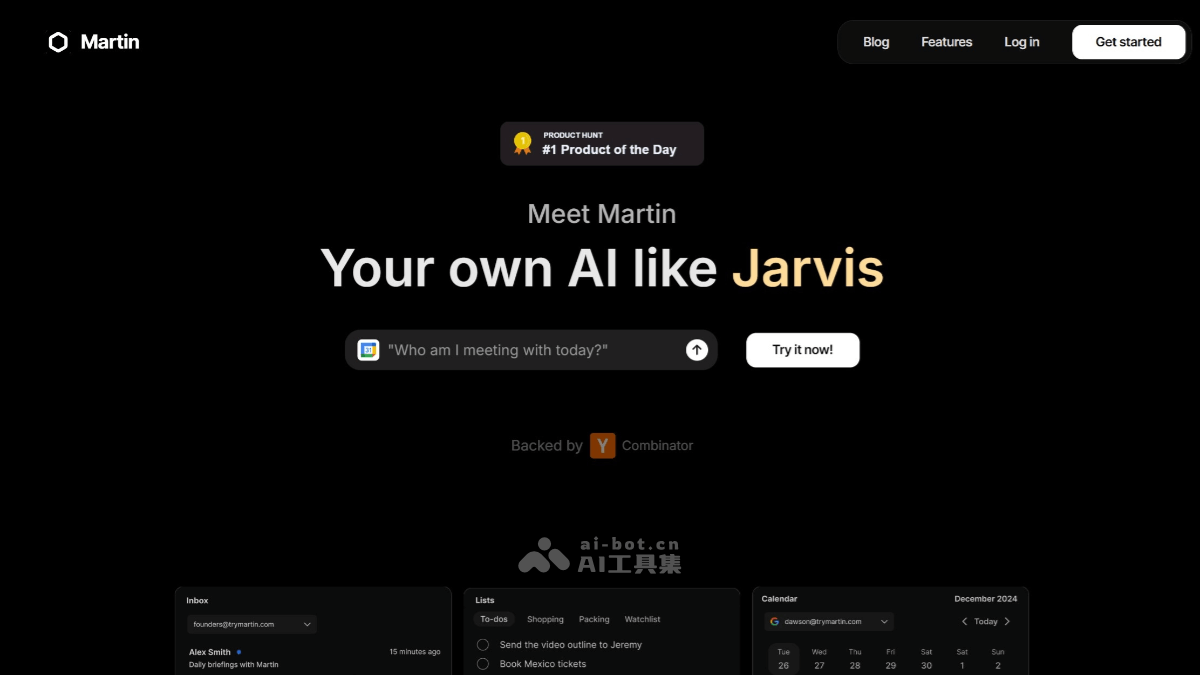 Martin
Blog Features Log in Get started
PRODUCT HUNT
#1 Product of the Day
Meet Martin
Your own AI like Jarvis
"Who am I meeting with today?" Try it now!
Backed by Y Combinator
ai-bot.cn
AI工具集
Inbox
founders@trymartin.com
Alex Smith 15 minutes ago
Daily briefings with Martin
Lists
To-dos Shopping Packing Watchlist
Send the video outline to Jeremy
Book Mexico tickets
Calendar December 2024
dawson@trymartin.com Today
Tue Wed Thu Fri Sat Sat Sun
26 27 28 29 30 1 2